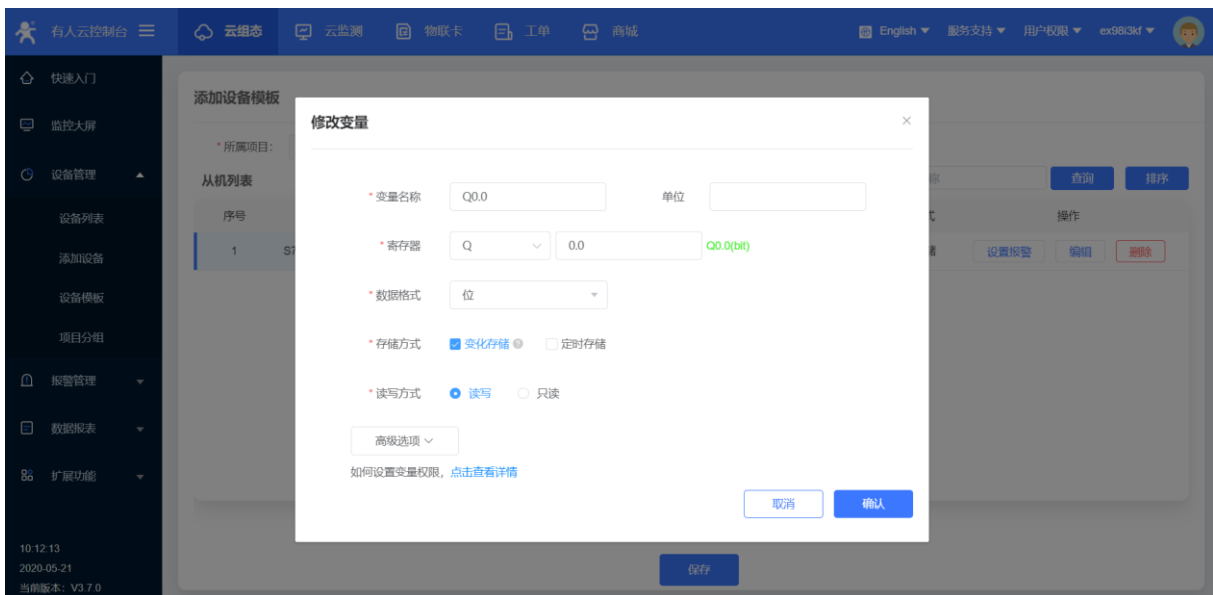 有人云控制台 云组态 云监测 物联卡 工单 商城 English 服务支持 用户权限 ex98i3kf
快速入门
监控大屏
设备管理
设备列表
添加设备
设备模板
项目分组
报警管理
数据报表
扩展功能
10:12:13
2020-05-21
当前版本：V3.7.0
添加设备模板
*所属项目:
从机列表
查询 排序
序号 操作
1 S7 设置报警 编辑 删除
修改变量
*变量名称 Q0.0 单位
*寄存器 Q 0.0 Q0.0(bit)
*数据格式 位
*存储方式 变化存储 定时存储
*读写方式 读写 只读
高级选项
如何设置变量权限，点击查看详情
取消 确认
保存